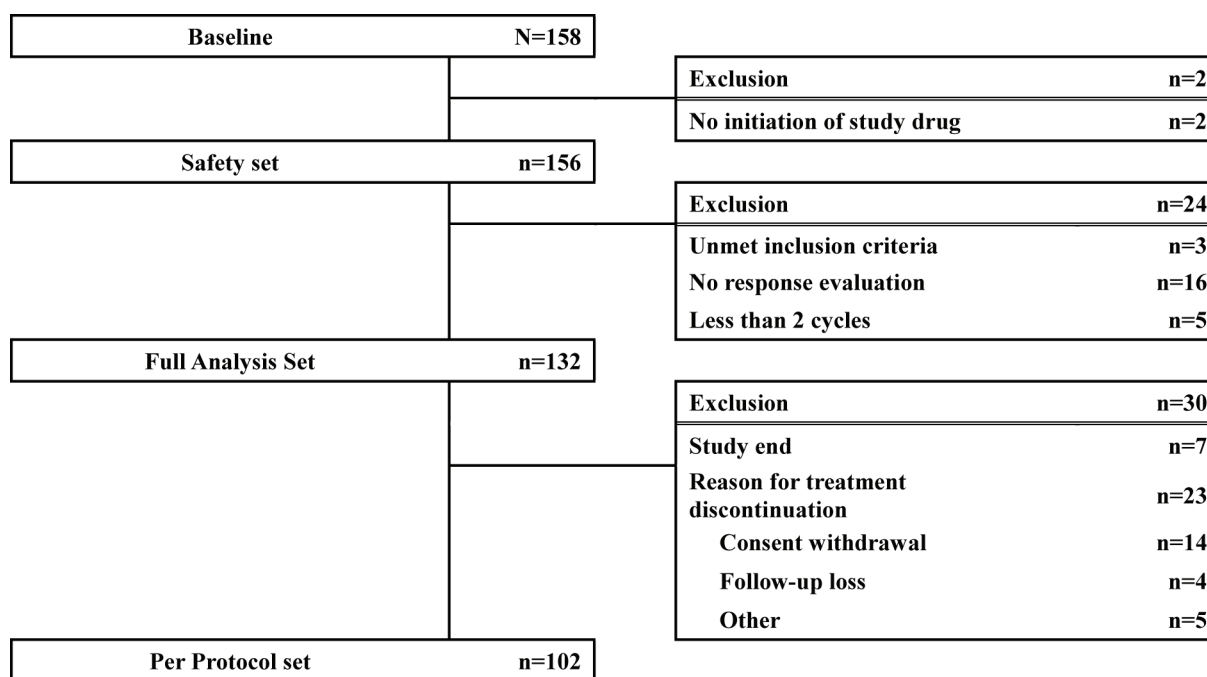 Baseline N=158
Exclusion n=2
No initiation of study drug n=2
Safety set n=156
Exclusion n=24
Unmet inclusion criteria n=3
No response evaluation n=16
Less than 2 cycles n=5
Full Analysis Set n=132
Exclusion n=30
Study end n=7
Reason for treatment
discontinuation n=23
Consent withdrawal n=14
Follow-up loss n=4
Other n=5
Per Protocol set n=102